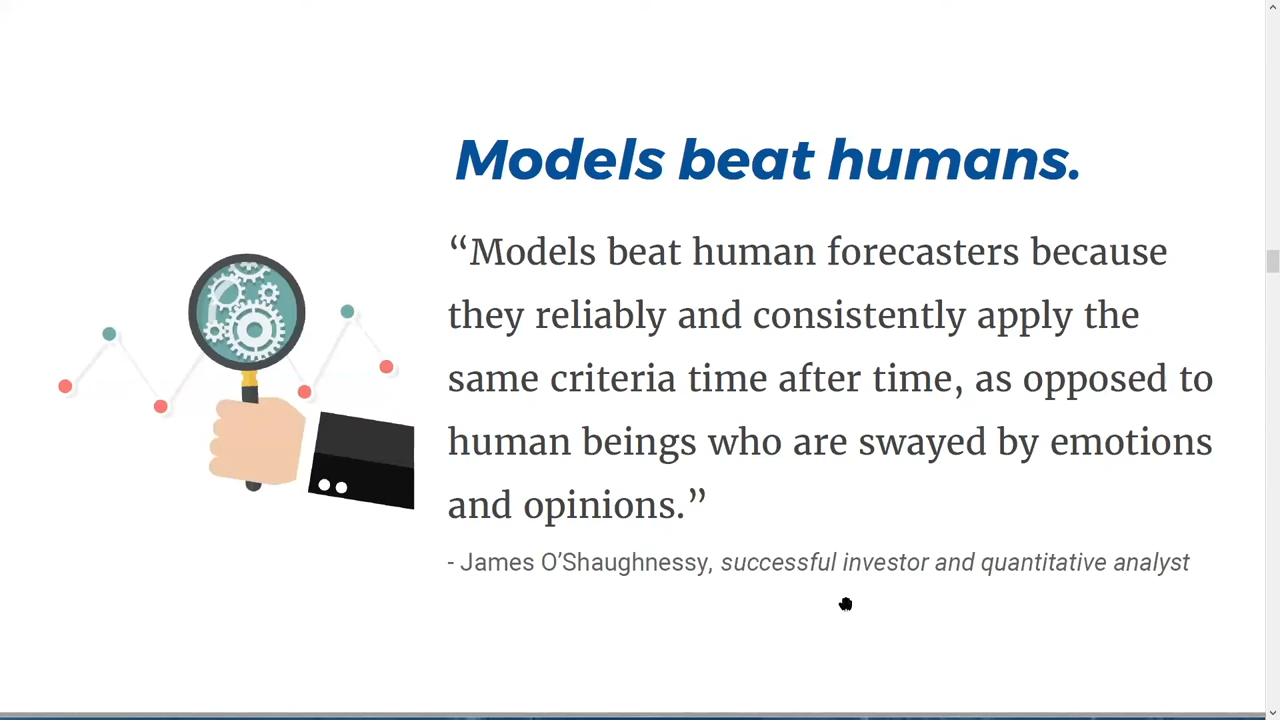 Models beat humans.
“Models beat human forecasters because
they reliably and consistently apply the
same criteria time after time, as opposed to
human beings who are swayed by emotions
and opinions.”
- James O’Shaughnessy, successful investor and quantitative analyst